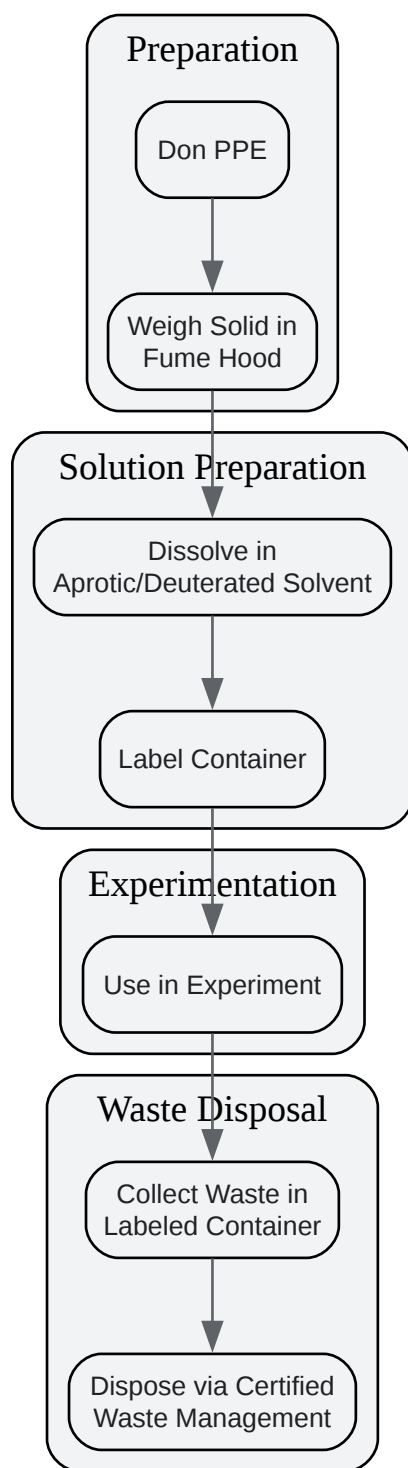 Preparation
Don PPE
Weigh Solid in
Fume Hood
Solution Preparation
Dissolve in
Aprotic/Deuterated Solvent
Label Container
Experimentation
Use in Experiment
Waste Disposal
Collect Waste in
Labeled Container
Dispose via Certified
Waste Management